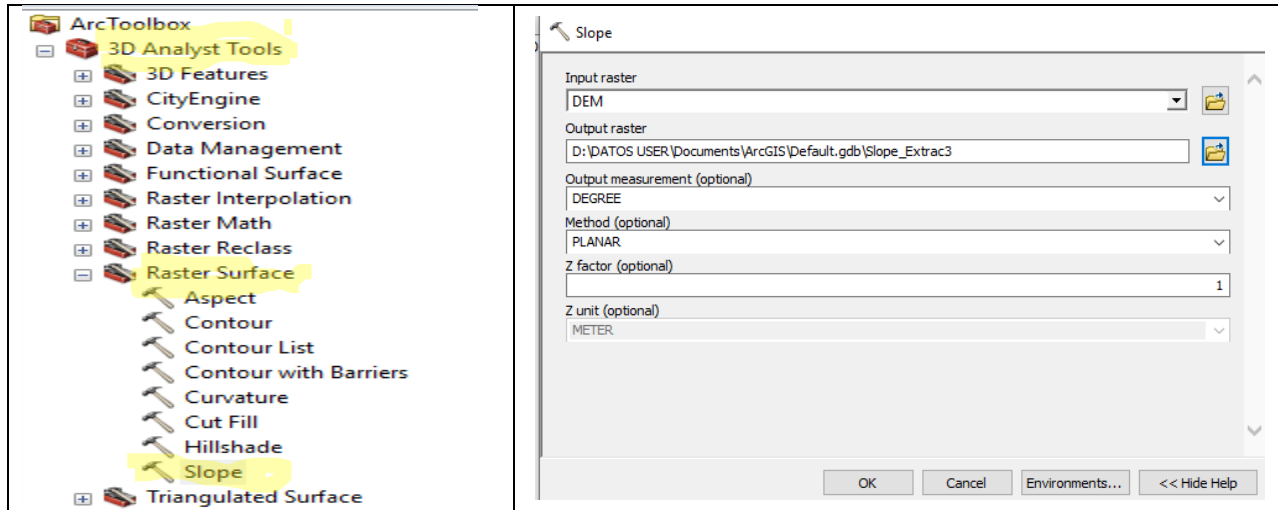 ArcToolbox
3D Analyst Tools
3D Features
CityEngine
Conversion
Data Management
Functional Surface
Raster Interpolation
Raster Math
Raster Reclass
Raster Surface
Aspect
Contour
Contour List
Contour with Barriers
Curvature
Cut Fill
Hillshade
Slope
Triangulated Surface
Slope
Input raster
DEM
Output raster
D:\DATOS USER\Documents\ArcGIS\Default.gdb\Slope_Extrac3
Output measurement (optional)
DEGREE
Method (optional)
PLANAR
Z factor (optional)
1
Z unit (optional)
METER
OK Cancel Environments... << Hide Help